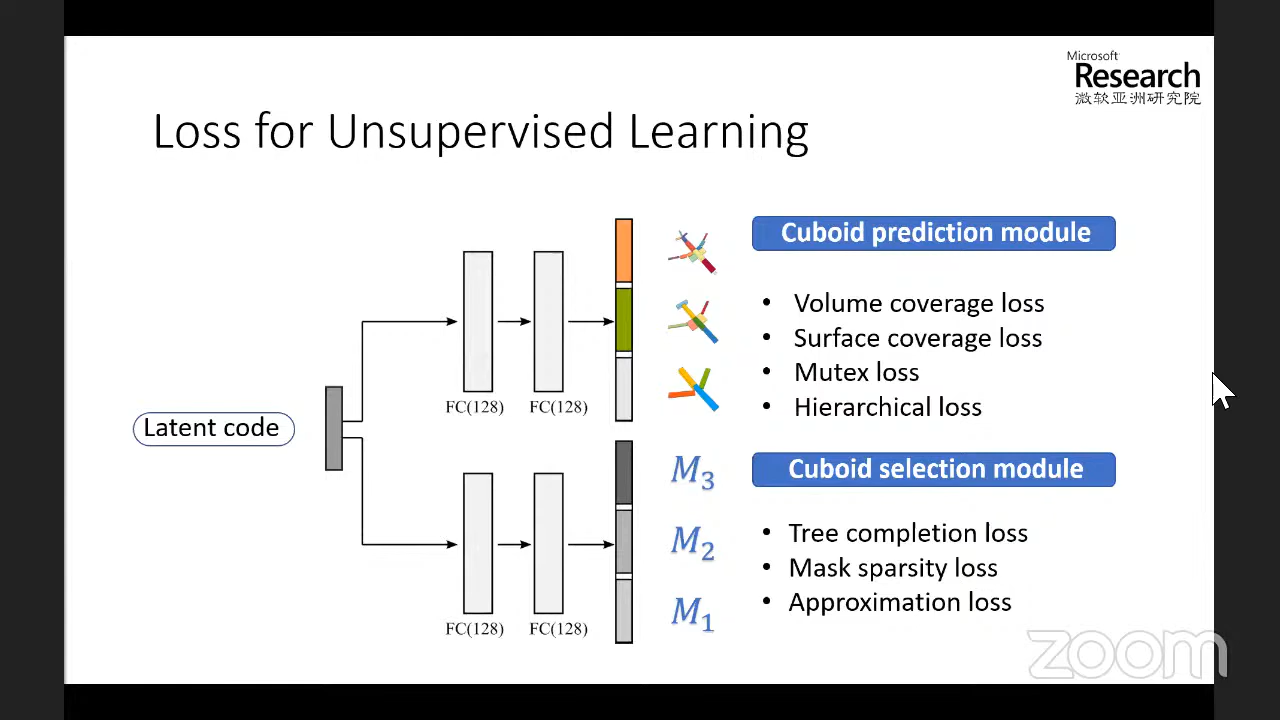 Microsoft
Research
微软亚洲研究院
Loss for Unsupervised Learning
Cuboid prediction module
• Volume coverage loss
• Surface coverage loss
• Mutex loss
• Hierarchical loss
FC(128) FC(128)
Latent code
M3
M2
M1
Cuboid selection module
• Tree completion loss
• Mask sparsity loss
• Approximation loss
FC(128) FC(128)
zoom